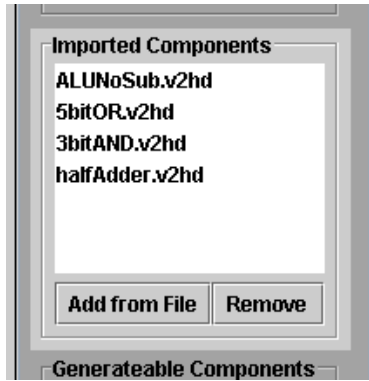 Imported Components
ALUNoSub.v2hd
5bitOR.v2hd
3bitAND.v2hd
halfAdder.v2hd
Add from File Remove
Generateable Components